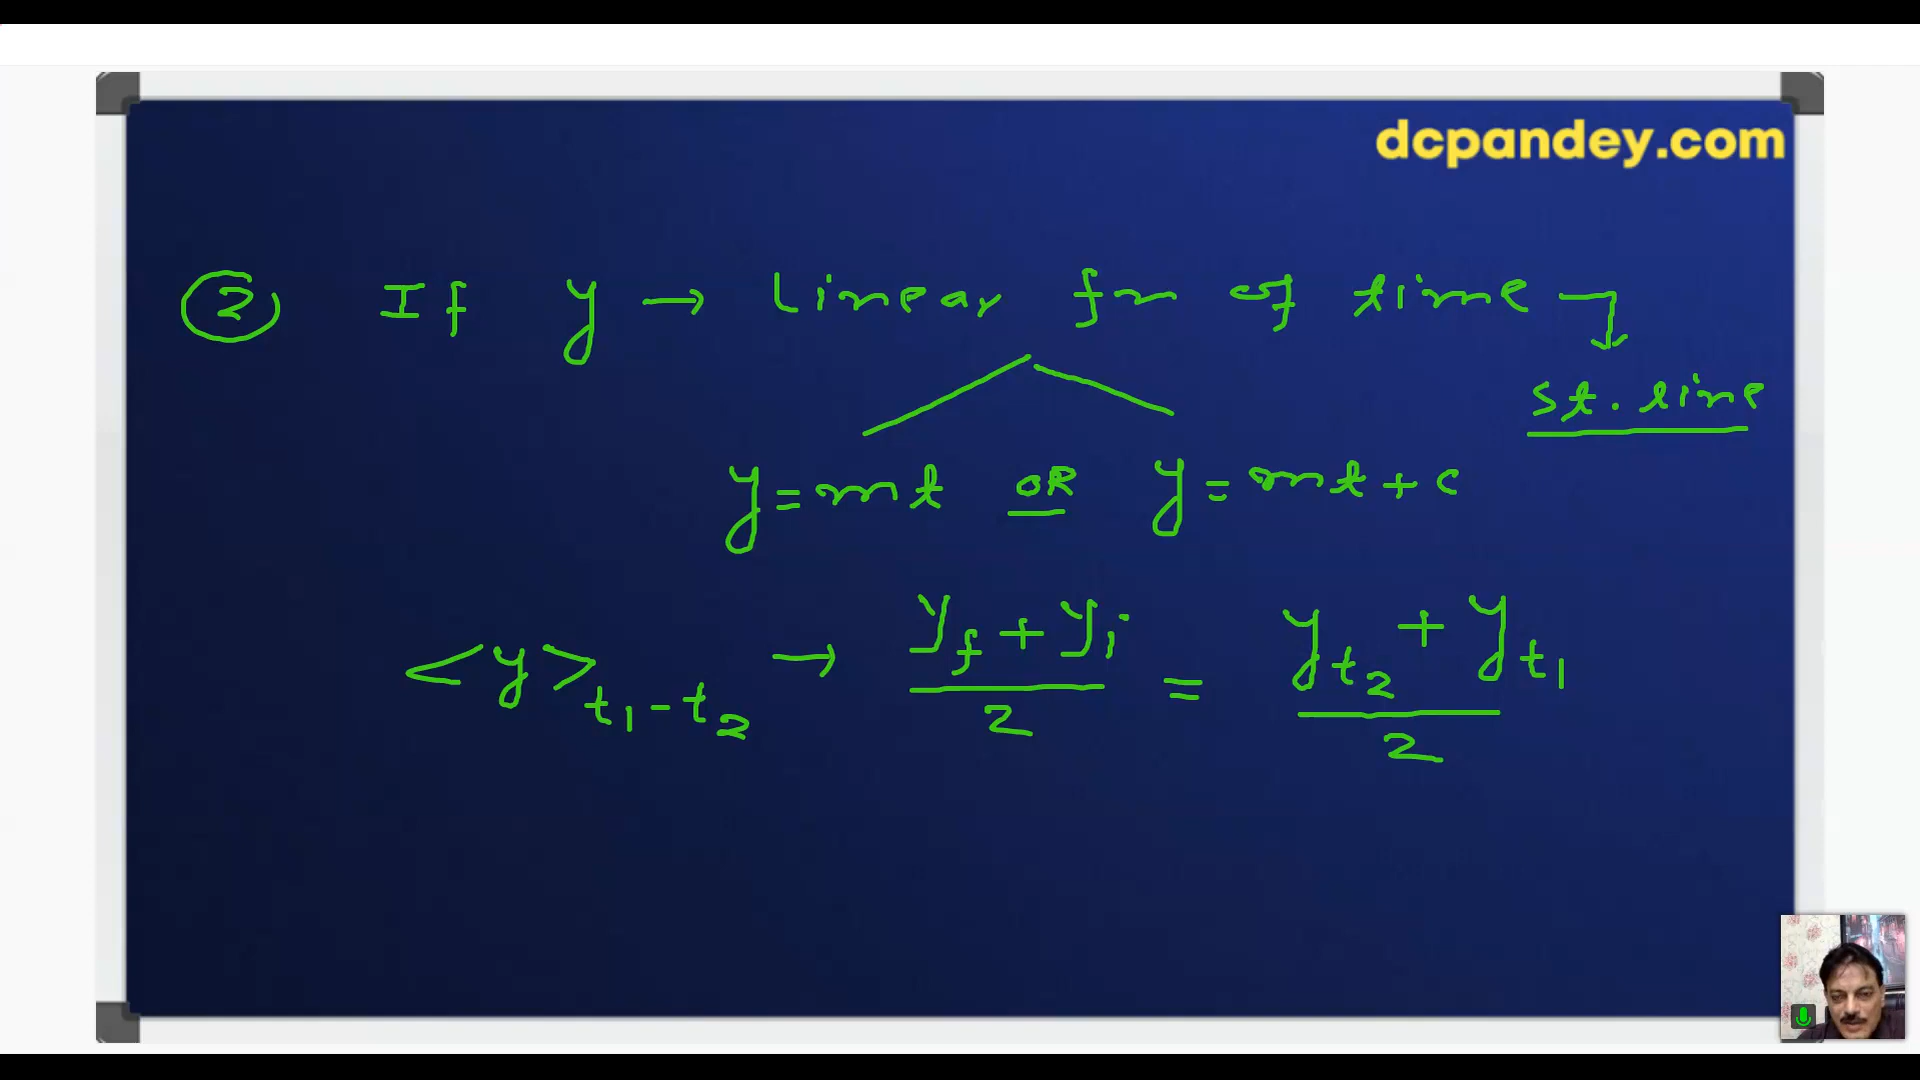 dcpandey.com
② If y → Linear fn of time →
st. line
y = mt OR y = mt + c
<y>t1-t2 → yf + yi / 2 = yt2 + yt1 / 2